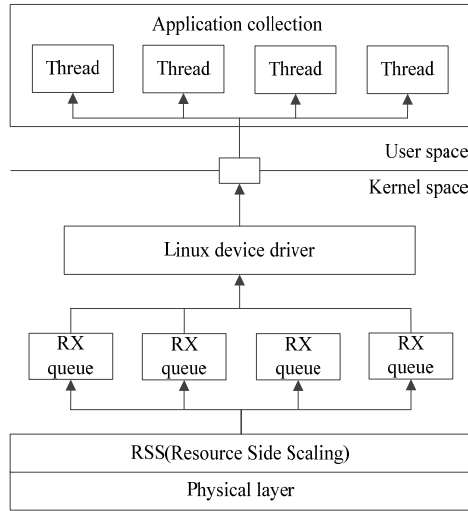 Application collection
Thread Thread Thread Thread
User space
Kernel space
Linux device driver
RX RX RX RX
queue queue queue queue
RSS(Resource Side Scaling)
Physical layer